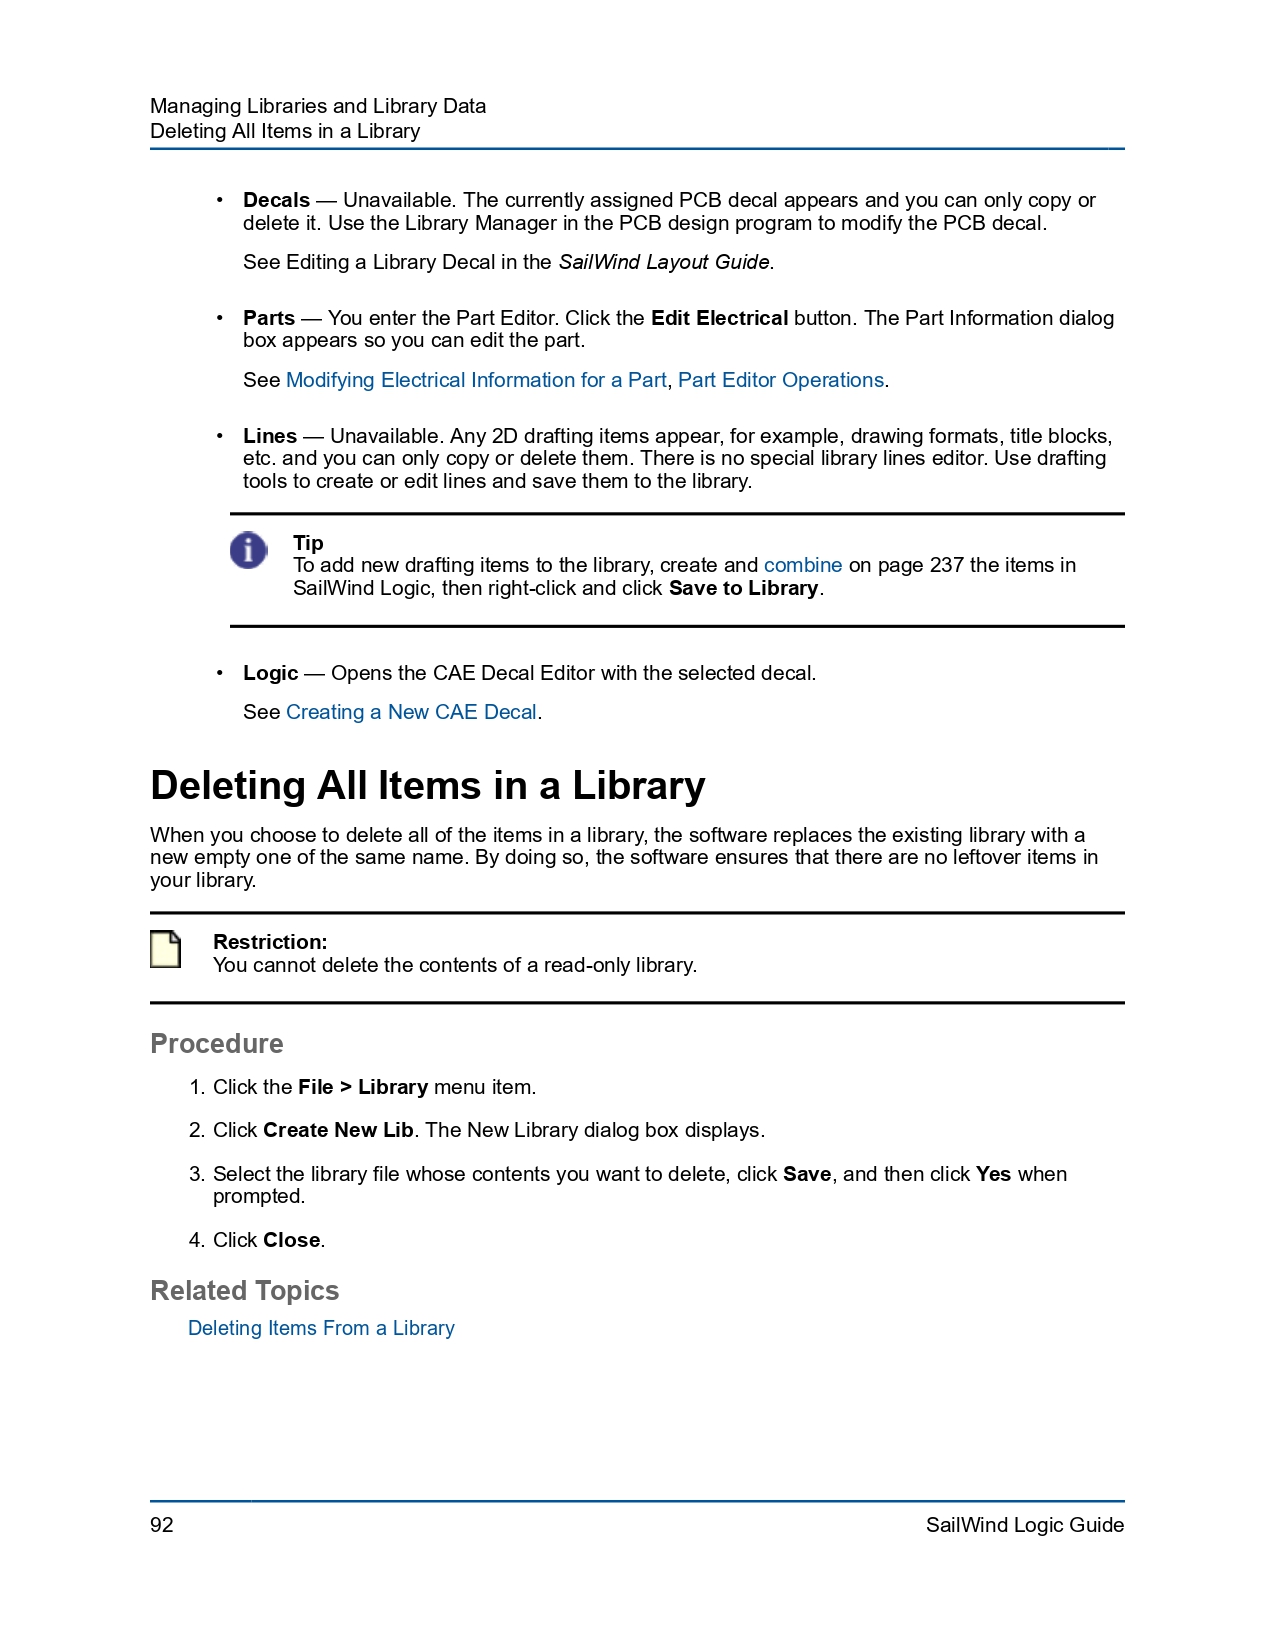 Managing Libraries and Library Data
Deleting All Items in a Library
• Decals — Unavailable. The currently assigned PCB decal appears and you can only copy or
delete it. Use the Library Manager in the PCB design program to modify the PCB decal.
See Editing a Library Decal in the SailWind Layout Guide.
• Parts — You enter the Part Editor. Click the Edit Electrical button. The Part Information dialog
box appears so you can edit the part.
See Modifying Electrical Information for a Part, Part Editor Operations.
• Lines — Unavailable. Any 2D drafting items appear, for example, drawing formats, title blocks,
etc. and you can only copy or delete them. There is no special library lines editor. Use drafting
tools to create or edit lines and save them to the library.
Tip
To add new drafting items to the library, create and combine on page 237 the items in
SailWind Logic, then right-click and click Save to Library.
• Logic — Opens the CAE Decal Editor with the selected decal.
See Creating a New CAE Decal.
Deleting All Items in a Library
When you choose to delete all of the items in a library, the software replaces the existing library with a
new empty one of the same name. By doing so, the software ensures that there are no leftover items in
your library.
Restriction:
You cannot delete the contents of a read-only library.
Procedure
1. Click the File > Library menu item.
2. Click Create New Lib. The New Library dialog box displays.
3. Select the library file whose contents you want to delete, click Save, and then click Yes when
prompted.
4. Click Close.
Related Topics
Deleting Items From a Library
92
SailWind Logic Guide